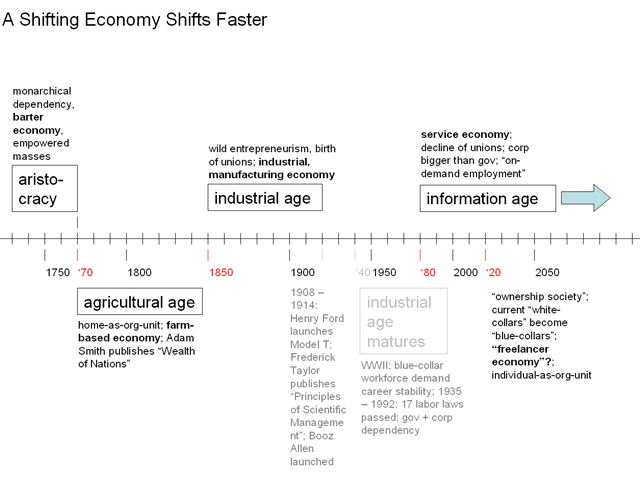 A Shifting Economy Shifts Faster
monarchical
dependency,
barter
economy,
empowered
masses
aristo-
cracy
wild entrepreneurism, birth
of unions; industrial,
manufacturing economy
industrial age
service economy;
decline of unions; corp
bigger than gov; “on-
demand employment”
information age
1750 ‘70 1800 1850 1900 ‘40 1950 ‘80 2000 ‘20 2050
agricultural age
home-as-org-unit; farm-
based economy; Adam
Smith publishes “Wealth
of Nations”
1908 –
1914:
Henry Ford
launches
Model T;
Frederick
Taylor
publishes
“Principles
of Scientific
Manageme
nt”; Booz
Allen
launched
industrial
age
matures
WWII; blue-collar
workforce demand
career stability; 1935
– 1992: 17 labor laws
passed; gov + corp
dependency
“ownership society”;
current “white-
collars” become
“blue-collars”;
“freelancer
economy”?;
individual-as-org-unit